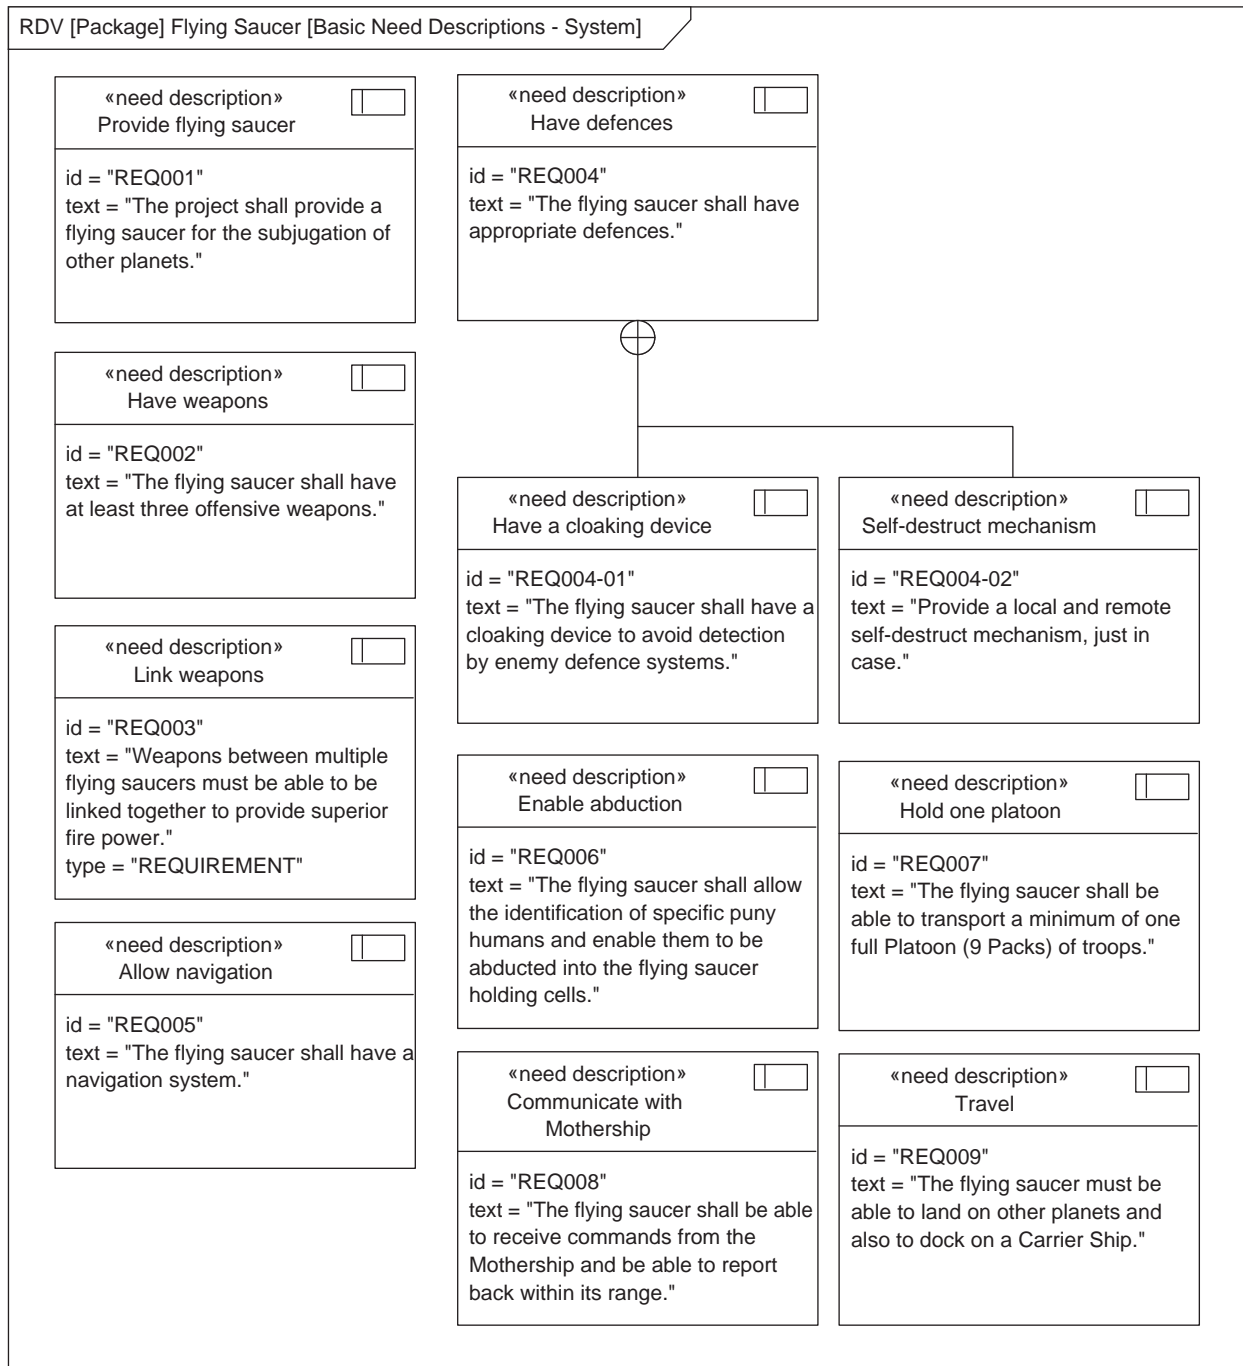 RDV [Package] Flying Saucer [Basic Need Descriptions - System]
«need description»
Provide flying saucer
id = "REQ001"
text = "The project shall provide a
flying saucer for the subjugation of
other planets."
«need description»
Have defences
id = "REQ004"
text = "The flying saucer shall have
appropriate defences."
«need description»
Have weapons
id = "REQ002"
text = "The flying saucer shall have
at least three offensive weapons."
«need description»
Have a cloaking device
id = "REQ004-01"
text = "The flying saucer shall have a
cloaking device to avoid detection
by enemy defence systems."
«need description»
Self-destruct mechanism
id = "REQ004-02"
text = "Provide a local and remote
self-destruct mechanism, just in
case."
«need description»
Link weapons
id = "REQ003"
text = "Weapons between multiple
flying saucers must be able to be
linked together to provide superior
fire power."
type = "REQUIREMENT"
«need description»
Enable abduction
id = "REQ006"
text = "The flying saucer shall allow
the identification of specific puny
humans and enable them to be
abducted into the flying saucer
holding cells."
«need description»
Hold one platoon
id = "REQ007"
text = "The flying saucer shall be
able to transport a minimum of one
full Platoon (9 Packs) of troops."
«need description»
Allow navigation
id = "REQ005"
text = "The flying saucer shall have a
navigation system."
«need description»
Communicate with
Mothership
id = "REQ008"
text = "The flying saucer shall be able
to receive commands from the
Mothership and be able to report
back within its range."
«need description»
Travel
id = "REQ009"
text = "The flying saucer must be
able to land on other planets and
also to dock on a Carrier Ship."